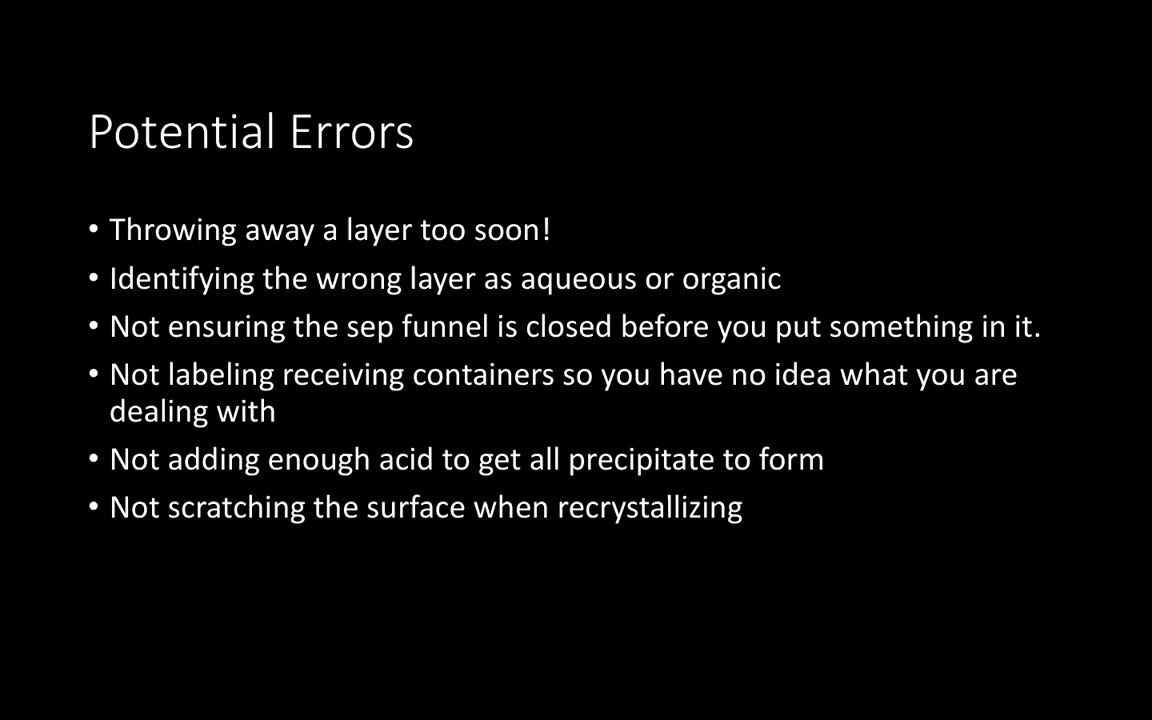 Potential Errors
• Throwing away a layer too soon!
• Identifying the wrong layer as aqueous or organic
• Not ensuring the sep funnel is closed before you put something in it.
• Not labeling receiving containers so you have no idea what you are
dealing with
• Not adding enough acid to get all precipitate to form
• Not scratching the surface when recrystallizing